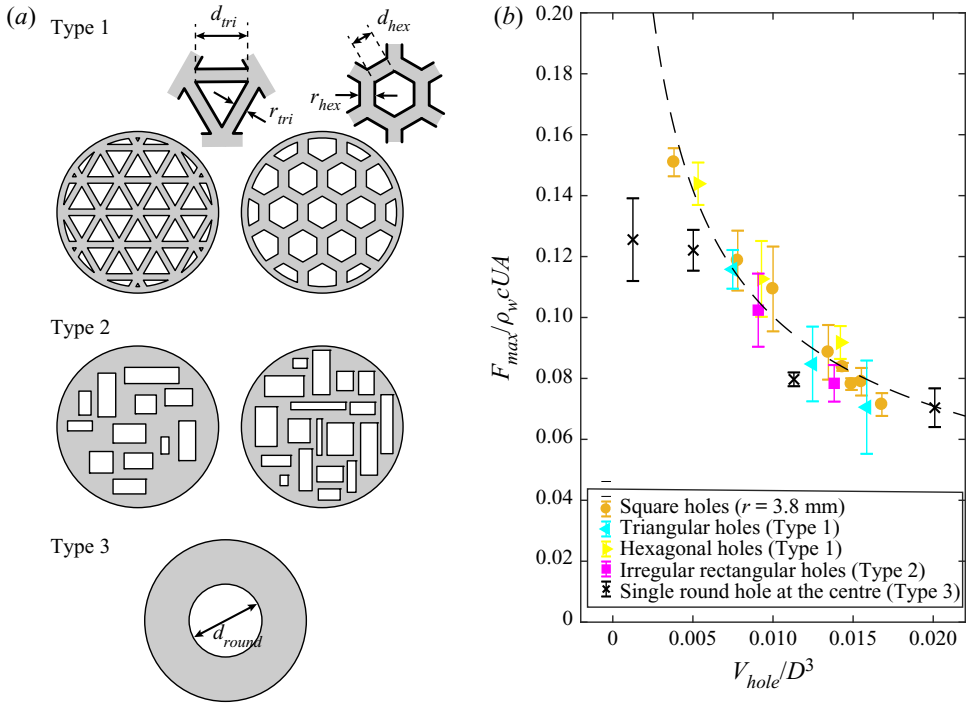 (a)
Type 1
d_tri
d_hex
r_tri
r_hex
Type 2
Type 3
d_round
(b)
0.20
0.18
0.16
0.14
0.12
0.10
0.08
0.06
0.04
0.02
0
F_max/ρ_w cUA
Square holes (r = 3.8 mm)
Triangular holes (Type 1)
Hexagonal holes (Type 1)
Irregular rectangular holes (Type 2)
Single round hole at the centre (Type 3)
0 0.005 0.010 0.015 0.020
V_hole/D³